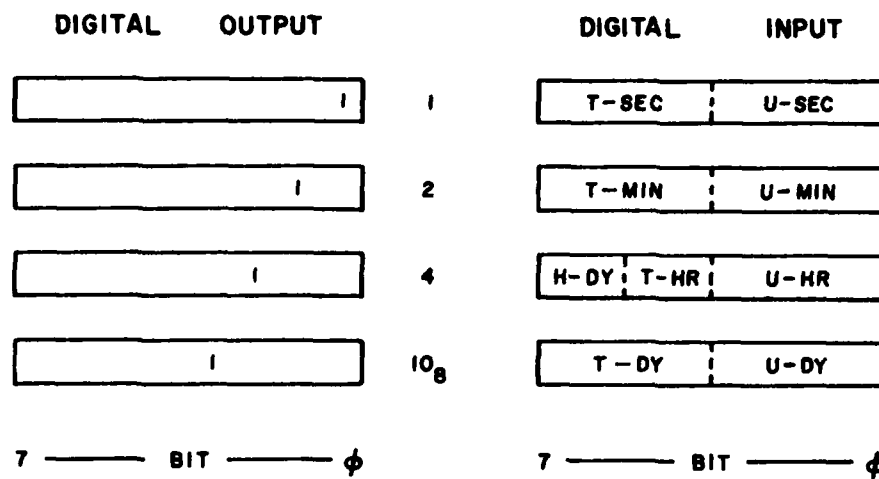 DIGITAL OUTPUT DIGITAL INPUT
1 1 T-SEC U-SEC
1 2 T-MIN U-MIN
1 4 H-DY T-HR U-HR
1 10₈ T-DY U-DY
7 BIT ϕ 7 BIT ϕ